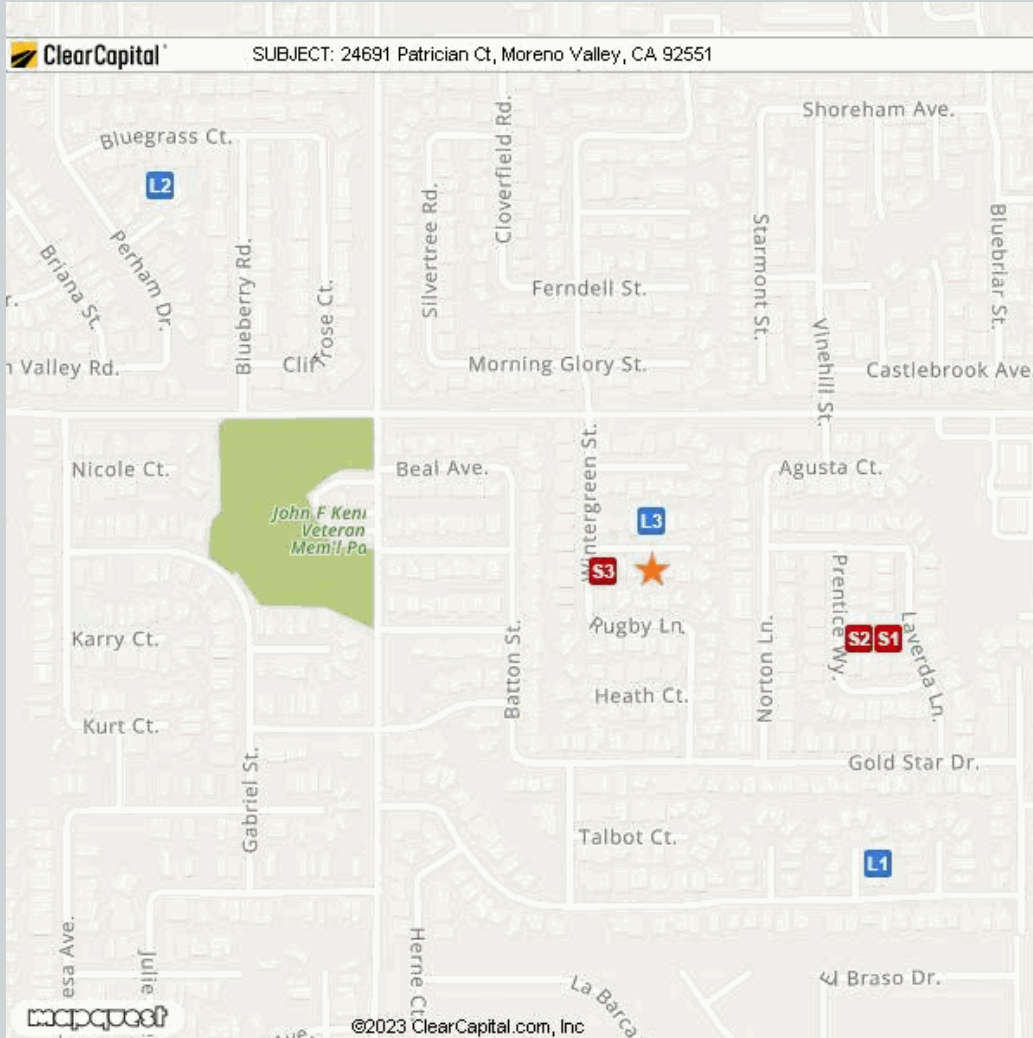 ClearCapital
SUBJECT: 24691 Patrician Ct, Moreno Valley, CA 92551
Shoreham Ave.
Bluegrass Ct.
Cloverfield Rd.
L2
Silvertree Rd.
Starmont St.
Bluebriar St.
Perham Dr.
Briana St.
Blueberry Rd.
rose Ct.
Ferndell St.
r.
Vinehill St.
Valley Rd.
Clif
Morning Glory St.
Castlebrook Ave
Nicole Ct.
Beal Ave.
Wintergreen St.
Agusta Ct.
John F Ken
Veteran
Mem'l Pa
L3
S3
Prentice Wy.
Laverda Ln.
Karry Ct.
Batton St.
Pugby Ln.
Norton Ln.
S2
S1
Heath Ct.
Kurt Ct.
Gabriel St.
Gold Star Dr.
Talbot Ct.
L1
esa Ave.
Julie
Herne Ct.
La Barca
El Braso Dr.
mapquest
©2023 ClearCapital.com, Inc
Ave.